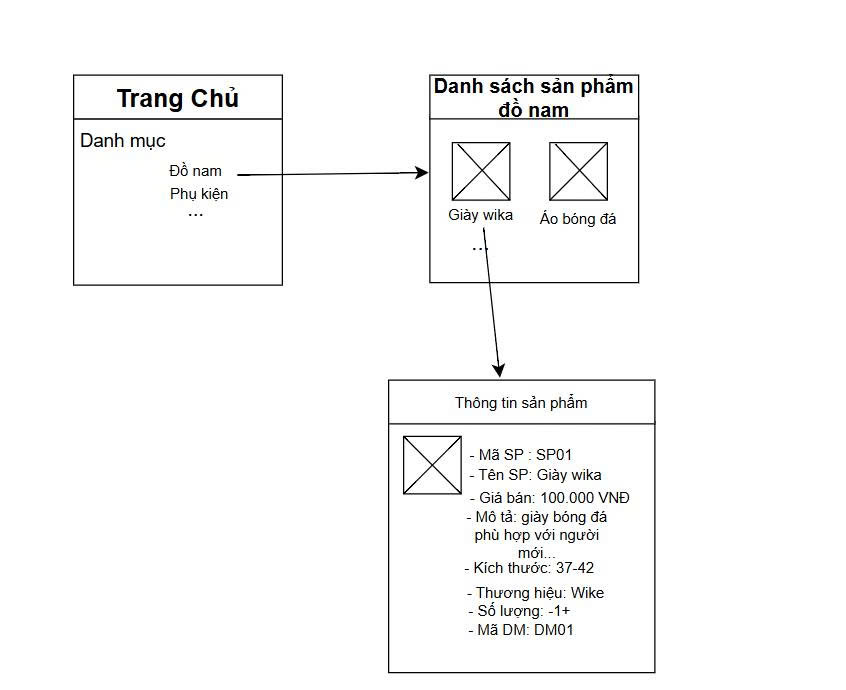 Trang Chủ
Danh mục
Đồ nam
Phụ kiện
...
Danh sách sản phẩm
đồ nam
Giày wika
Áo bóng đá
...
Thông tin sản phẩm
- Mã SP : SP01
- Tên SP: Giày wika
- Giá bán: 100.000 VNĐ
- Mô tả: giày bóng đá
phù hợp với người
mới...
- Kích thước: 37-42
- Thương hiệu: Wike
- Số lượng: -1+
- Mã DM: DM01